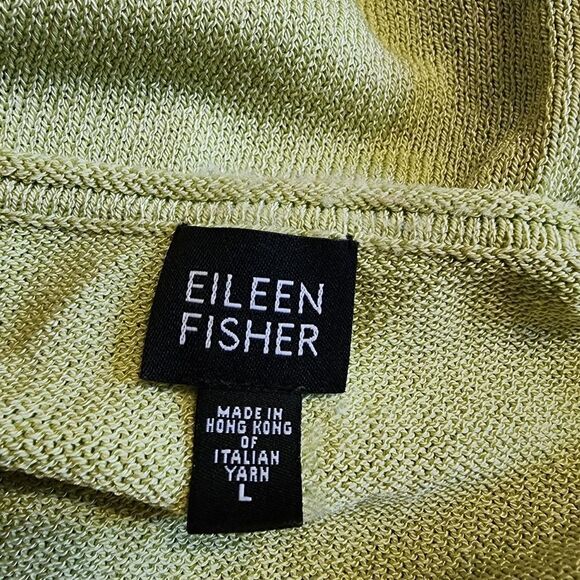 EILEEN
FISHER
MADE IN
HONG KONG
OF
ITALIAN
YARN
L